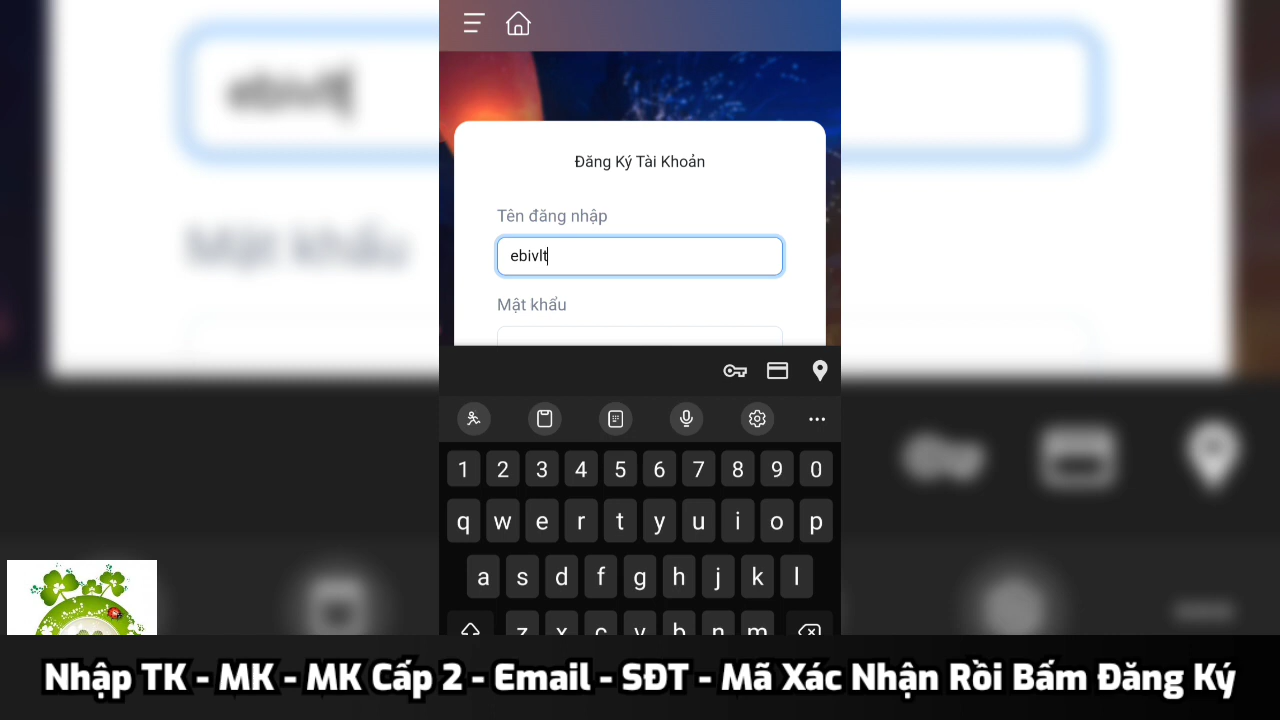 Đăng Ký Tài Khoản
Tên đăng nhập
ebivlt
Mật khẩu
1 2 3 4 5 6 7 8 9 0
q w e r t y u i o p
a s d f g h j k l
z x c v b n m
Nhập TK - MK - MK Cấp 2 - Email - SĐT - Mã Xác Nhận Rồi Bấm Đăng Ký